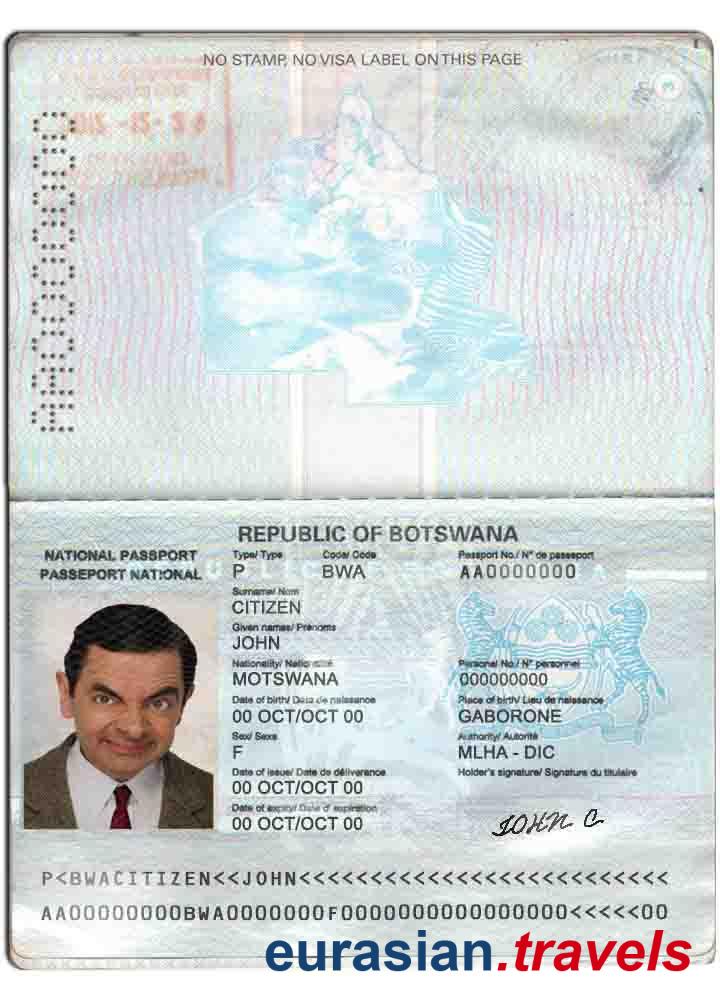 NO STAMP, NO VISA LABEL ON THIS PAGE
3
AA0000000
REPUBLIC OF BOTSWANA
NATIONAL PASSPORT
PASSEPORT NATIONAL
Type/ Type Code/ Code Passport No./ N° de passeport
P BWA AA0000000
Surname/ Nom
CITIZEN
Given names/ Prénoms
JOHN
Nationality/ Nationalité Personal No./ N° personnel
MOTSWANA 000000000
Date of birth/ Date de naissance Place of birth/ Lieu de naissance
00 OCT/OCT 00 GABORONE
Sex/ Sexe Authority/ Autorité
F MLHA - DIC
Date of issue/ Date de déliverance Holder's signature/ Signature du titulaire
00 OCT/OCT 00
Date of expiry/ Date d' expiration
00 OCT/OCT 00
JOHN C
P<BWACITIZEN<<JOHN<<<<<<<<<<<<<<<<<<<<<<<<<<
AA00000000BWA0000000F0000000000000000<<<<<00
eurasian.travels